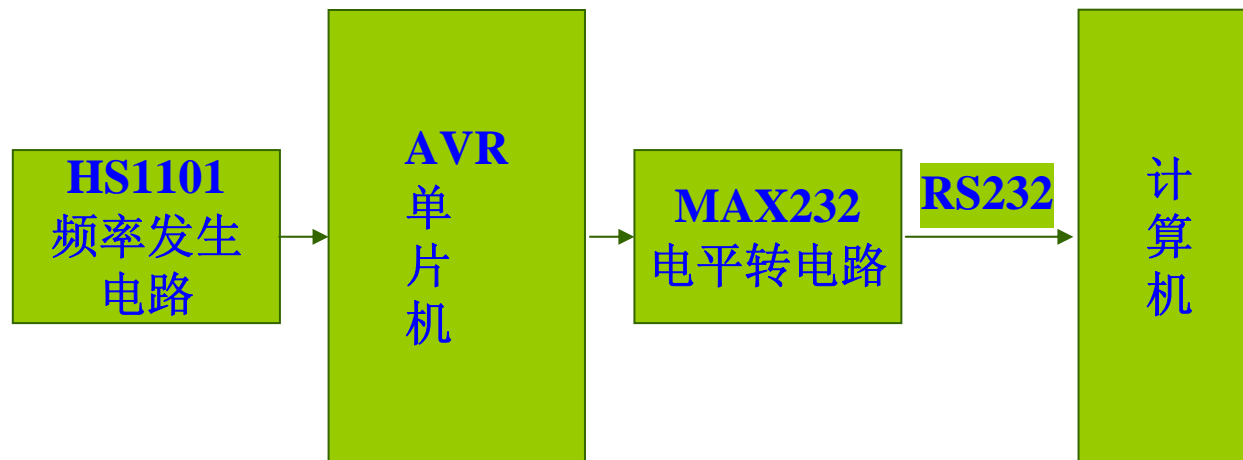 HS1101
频率发生
电路
AVR
单
片
机
MAX232
电平转电路
RS232
计
算
机